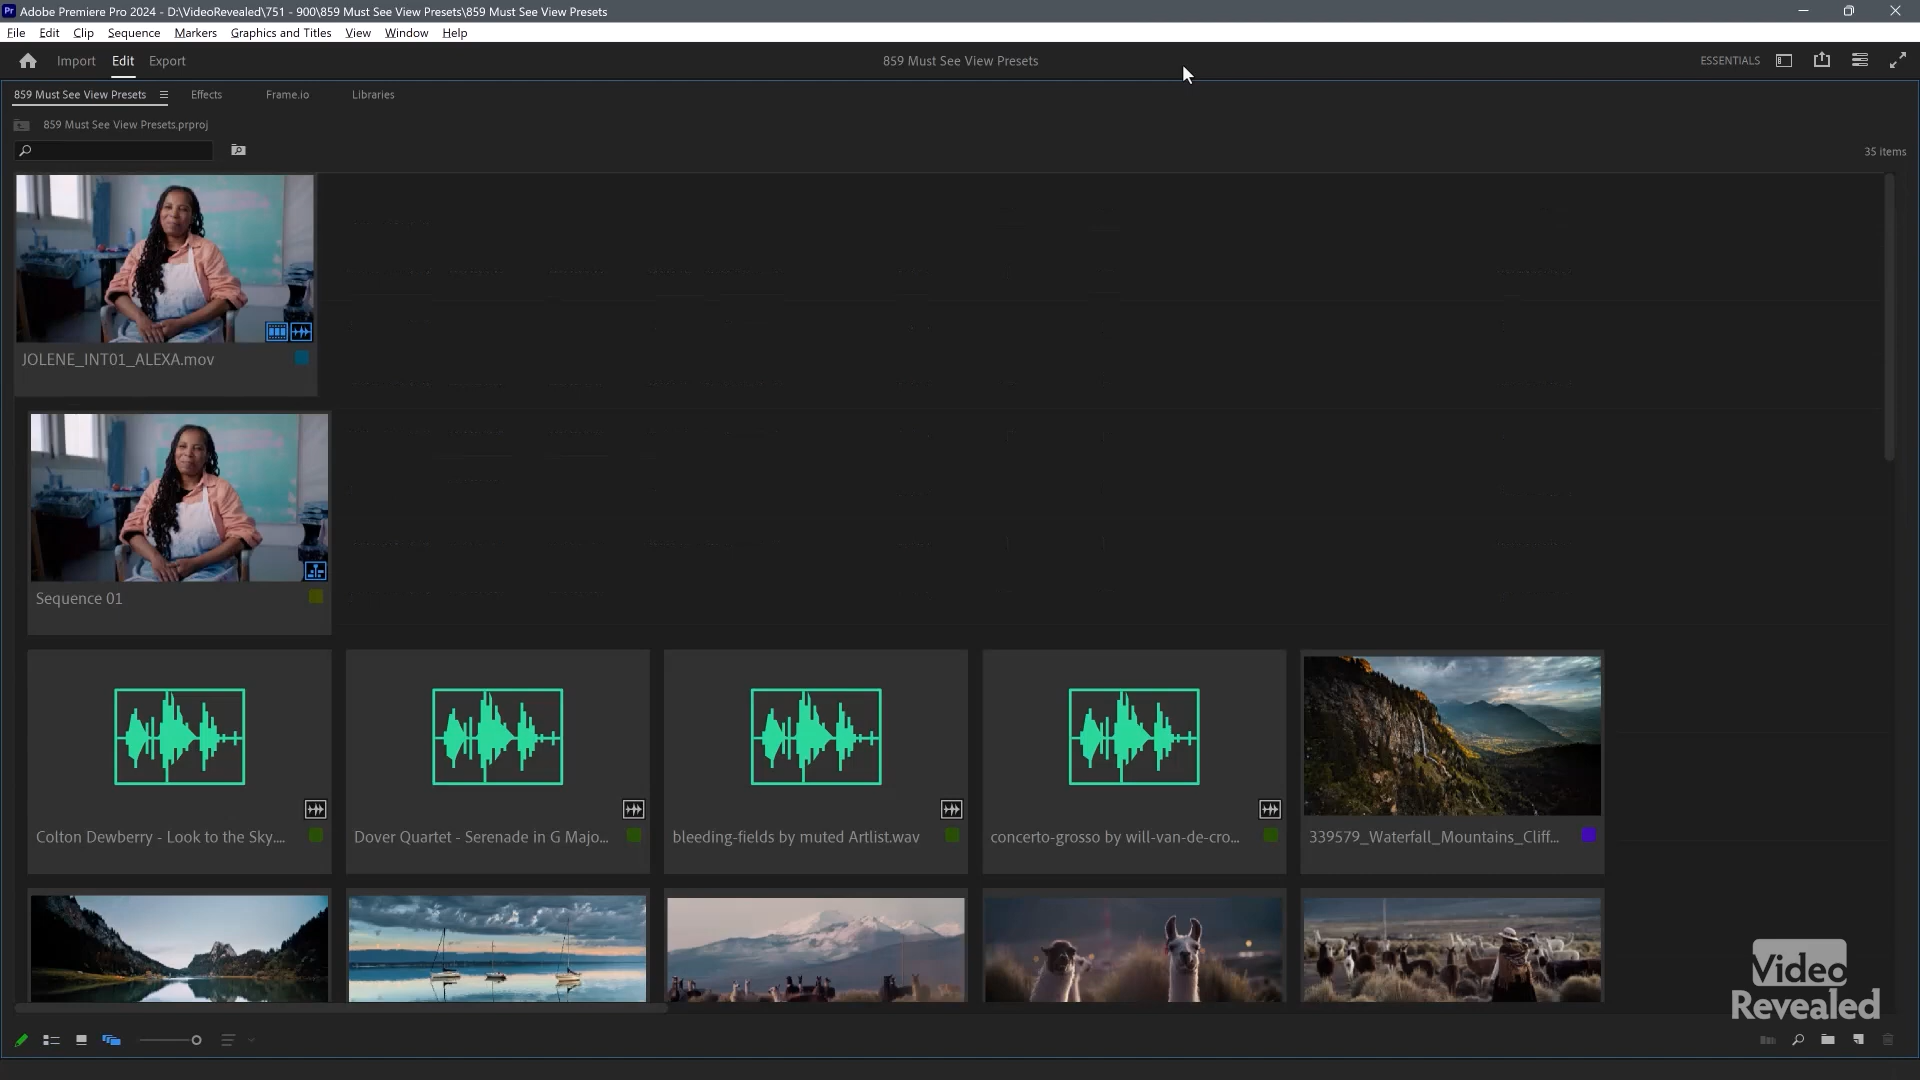 Adobe Premiere Pro 2024 - D:\VideoRevealed\751 - 900\859 Must See View Presets\859 Must See View Presets
File Edit Clip Sequence Markers Graphics and Titles View Window Help
Import Edit Export 859 Must See View Presets ESSENTIALS
859 Must See View Presets Effects Frame.io Libraries
859 Must See View Presets.prproj
35 items
JOLENE_INT01_ALEXA.mov
Sequence 01
Colton Dewberry - Look to the Sky.... Dover Quartet - Serenade in G Majo... bleeding-fields by muted Artlist.wav concerto-grosso by will-van-de-cro... 339579_Waterfall_Mountains_Cliff...
Video
Revealed